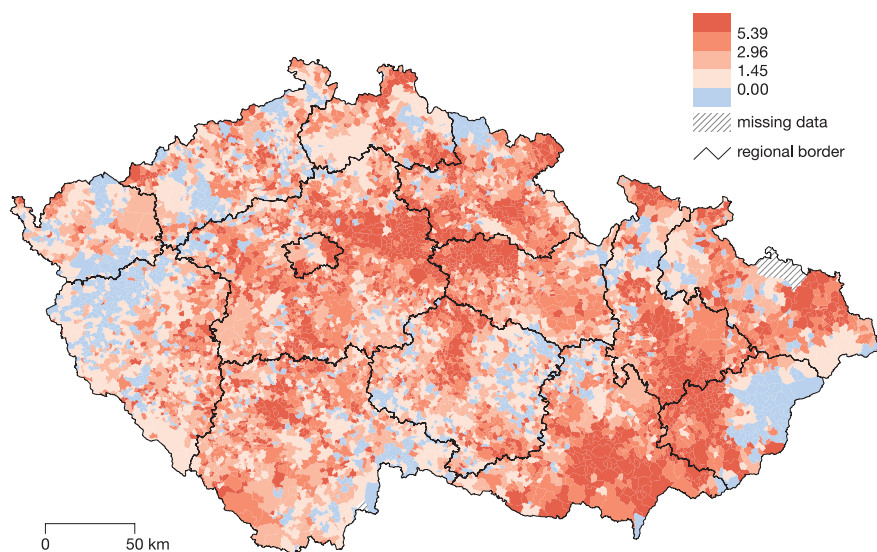 5.39
2.96
1.45
0.00
missing data
regional border
0 50 km